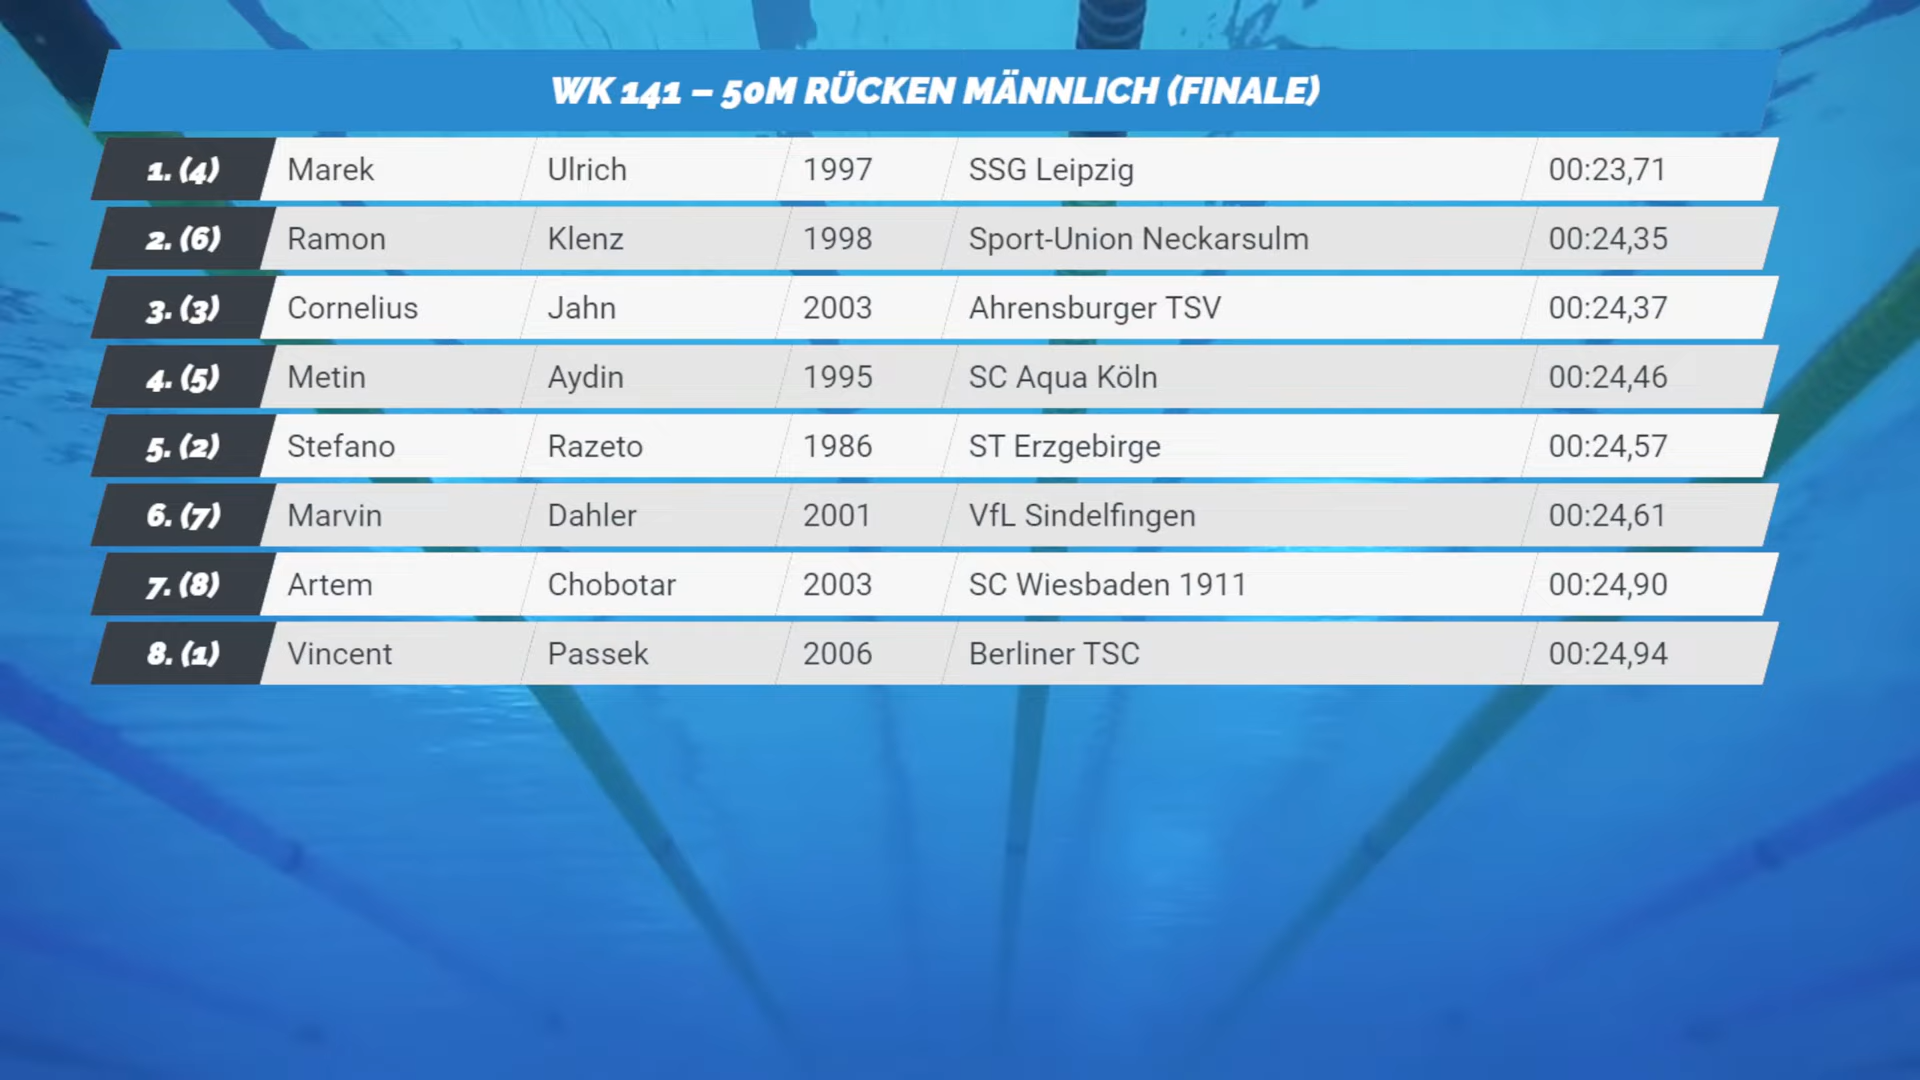 WK 141 – 50M RÜCKEN MÄNNLICH (FINALE)
1. (4) Marek Ulrich 1997 SSG Leipzig 00:23,71
2. (6) Ramon Klenz 1998 Sport-Union Neckarsulm 00:24,35
3. (3) Cornelius Jahn 2003 Ahrensburger TSV 00:24,37
4. (5) Metin Aydin 1995 SC Aqua Köln 00:24,46
5. (2) Stefano Razeto 1986 ST Erzgebirge 00:24,57
6. (7) Marvin Dahler 2001 VfL Sindelfingen 00:24,61
7. (8) Artem Chobotar 2003 SC Wiesbaden 1911 00:24,90
8. (1) Vincent Passek 2006 Berliner TSC 00:24,94